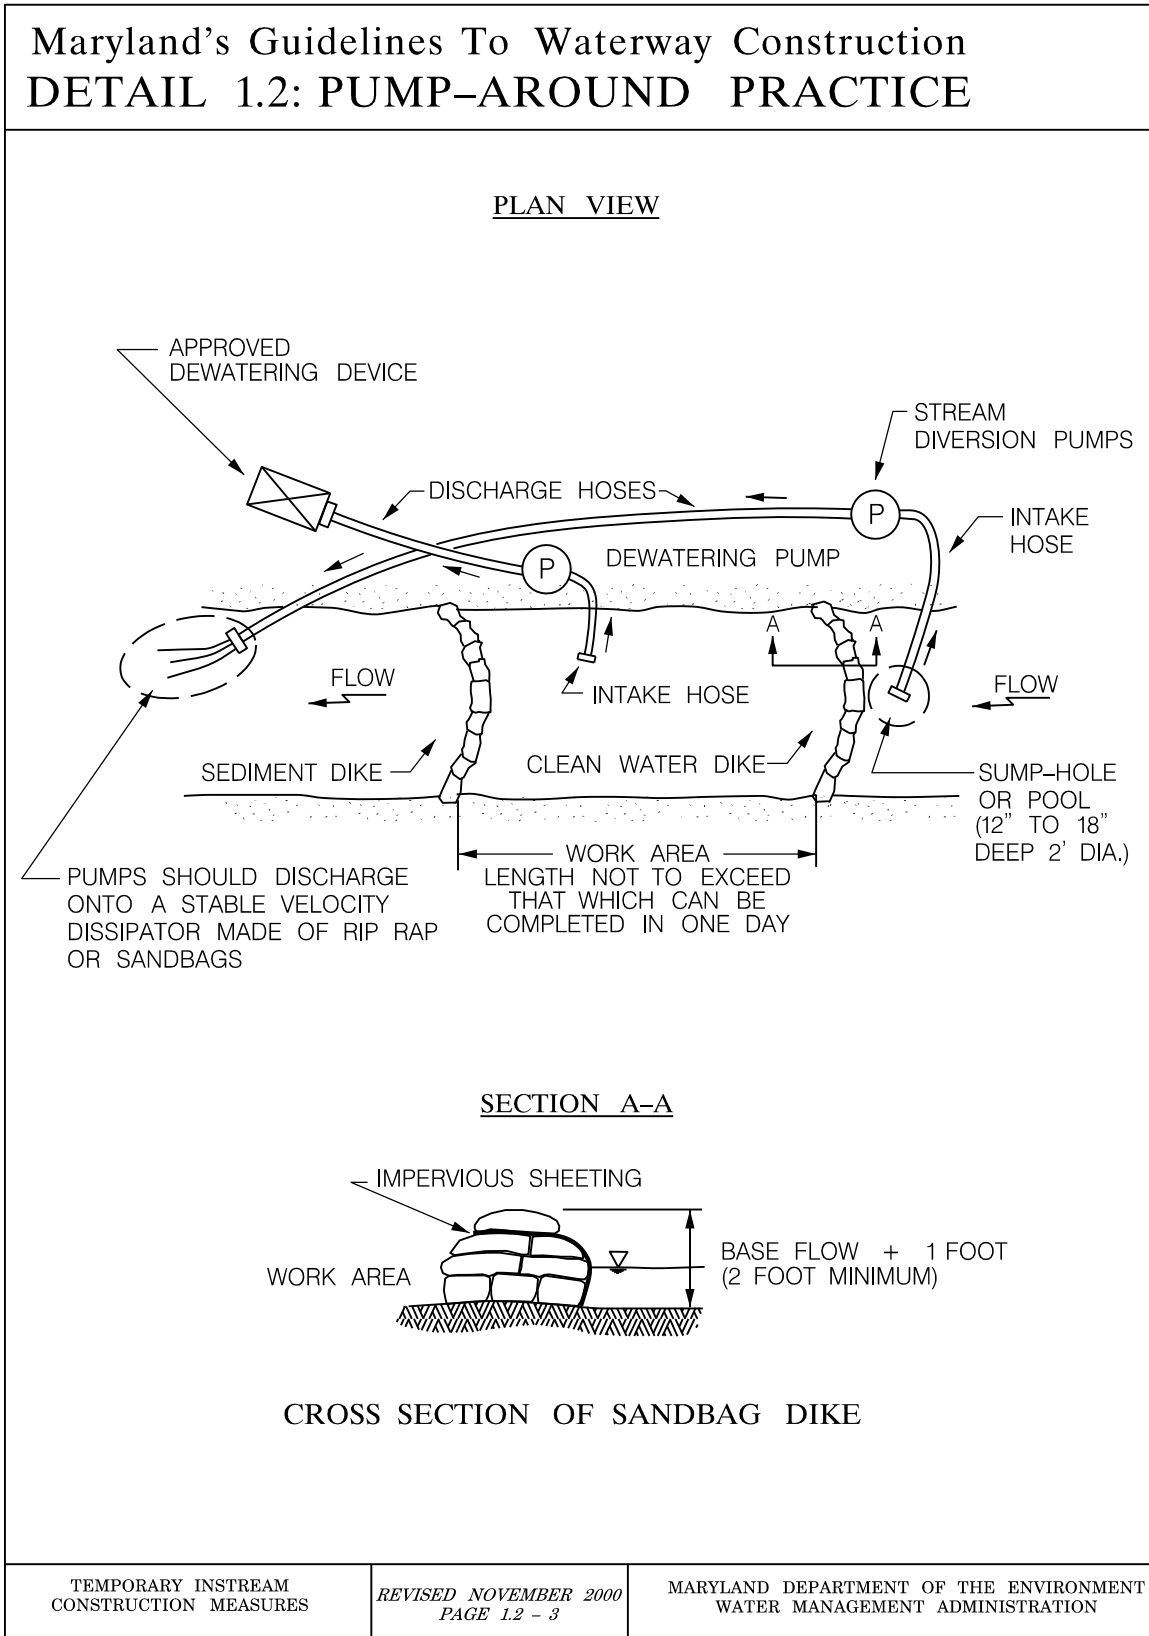 Maryland's Guidelines To Waterway Construction
DETAIL 1.2: PUMP–AROUND PRACTICE
PLAN VIEW
APPROVED
DEWATERING DEVICE
STREAM
DIVERSION PUMPS
DISCHARGE HOSES
P
INTAKE
HOSE
DEWATERING PUMP
P
A
A
INTAKE HOSE
FLOW
FLOW
SEDIMENT DIKE
CLEAN WATER DIKE
SUMP–HOLE
OR POOL
(12" TO 18"
DEEP 2' DIA.)
WORK AREA
LENGTH NOT TO EXCEED
THAT WHICH CAN BE
COMPLETED IN ONE DAY
PUMPS SHOULD DISCHARGE
ONTO A STABLE VELOCITY
DISSIPATOR MADE OF RIP RAP
OR SANDBAGS
SECTION A–A
IMPERVIOUS SHEETING
WORK AREA
BASE FLOW + 1 FOOT
(2 FOOT MINIMUM)
CROSS SECTION OF SANDBAG DIKE
TEMPORARY INSTREAM
CONSTRUCTION MEASURES
REVISED NOVEMBER 2000
PAGE 1.2 - 3
MARYLAND DEPARTMENT OF THE ENVIRONMENT
WATER MANAGEMENT ADMINISTRATION